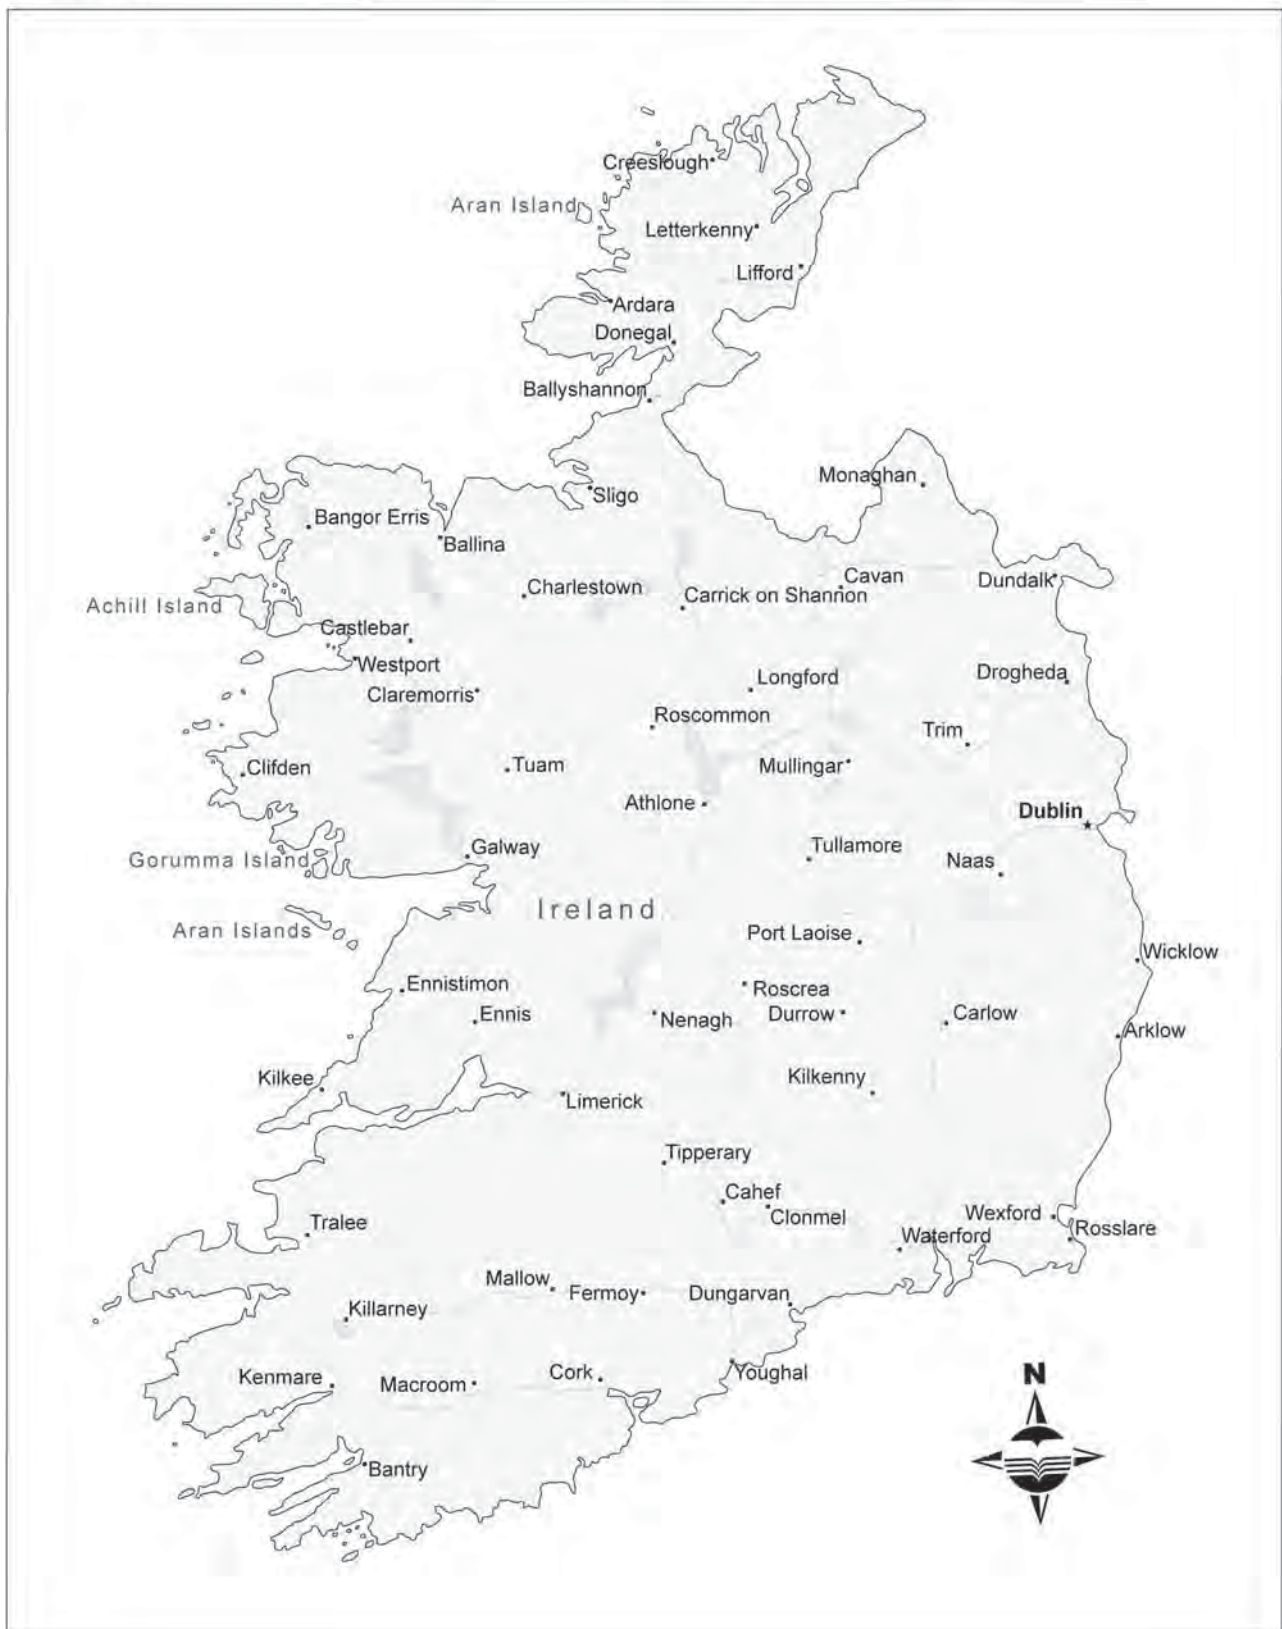 Creeslough
Aran Island
Letterkenny
Lifford
Ardara
Donegal
Ballyshannon
Monaghan
Sligo
Bangor Erris
Ballina
Cavan
Dundalk
Charlestown
Carrick on Shannon
Achill Island
Castlebar
Westport
Longford
Drogheda
Claremorris
Roscommon
Trim
Clifden
Tuam
Mullingar
Athlone
Dublin
Galway
Tullamore
Gorumma Island
Naas
Ireland
Aran Islands
Port Laoise
Wicklow
Ennistimon
Roscrea
Ennis
Nenagh
Durrow
Carlow
Arklow
Kilkee
Kilkenny
Limerick
Tipperary
Cahef
Clonmel
Wexford
Tralee
Waterford
Rosslare
Mallow
Fermoy
Dungarvan
Killarney
Kenmare
Macroom
Cork
Youghal
N
Bantry